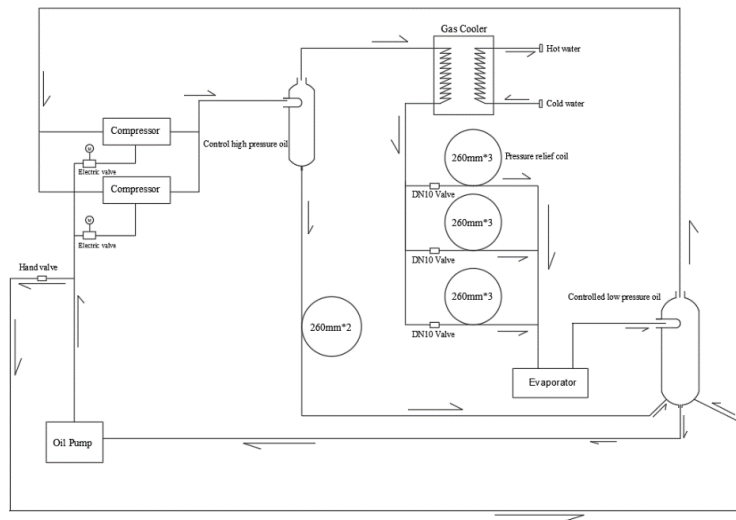 Gas Cooler
Hot water
Cold water
Compressor
Control high pressure oil
M
Electric valve
Compressor
M
Electric valve
260mm*3
Pressure relief coil
DN10 Valve
260mm*3
DN10 Valve
260mm*3
DN10 Valve
Hand valve
Controlled low pressure oil
260mm*2
Evaporator
Oil Pump